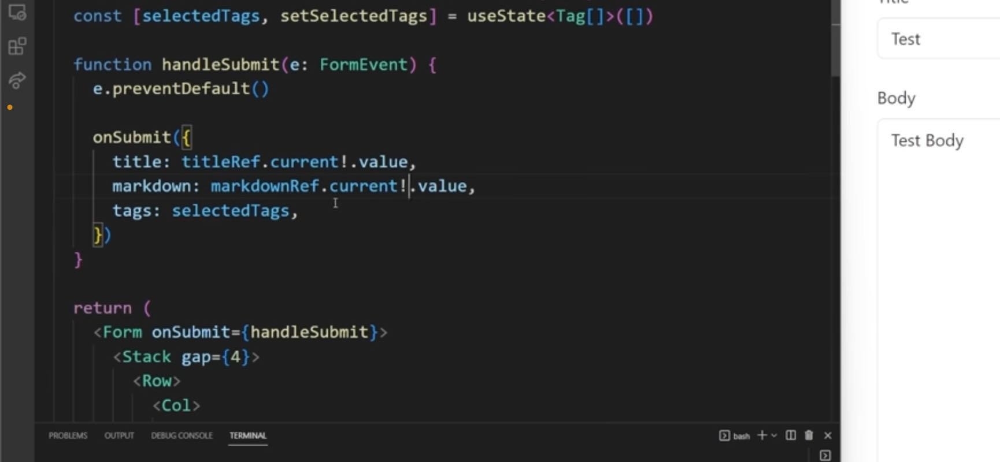 const [selectedTags, setSelectedTags] = useState<Tag[]>([])
function handleSubmit(e: FormEvent) {
e.preventDefault()
onSubmit({
title: titleRef.current!.value,
markdown: markdownRef.current!.value,
tags: selectedTags,
})
}
return (
<Form onSubmit={handleSubmit}>
<Stack gap={4}>
<Row>
<Col>
PROBLEMS OUTPUT DEBUG CONSOLE TERMINAL
bash
Test
Body
Test Body